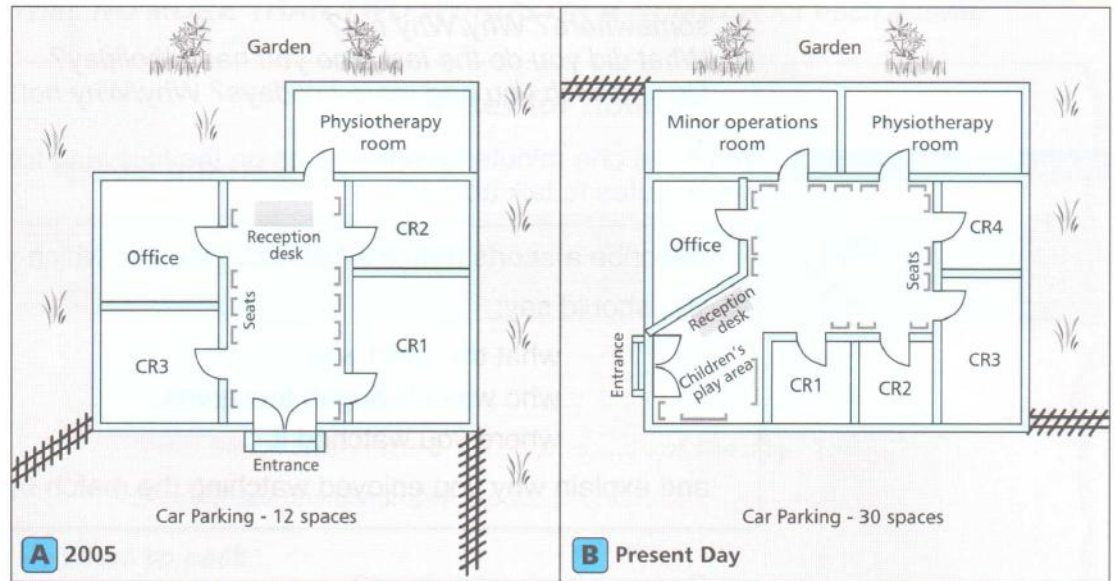 Garden
Physiotherapy
room
Reception
desk
CR2
Office
Seats
CR3
CR1
Entrance
Car Parking - 12 spaces
A 2005
Garden
Minor operations
room
Physiotherapy
room
Office
CR4
Seats
Reception
desk
Entrance
Children's
play area
CR1
CR2
CR3
Car Parking - 30 spaces
B Present Day